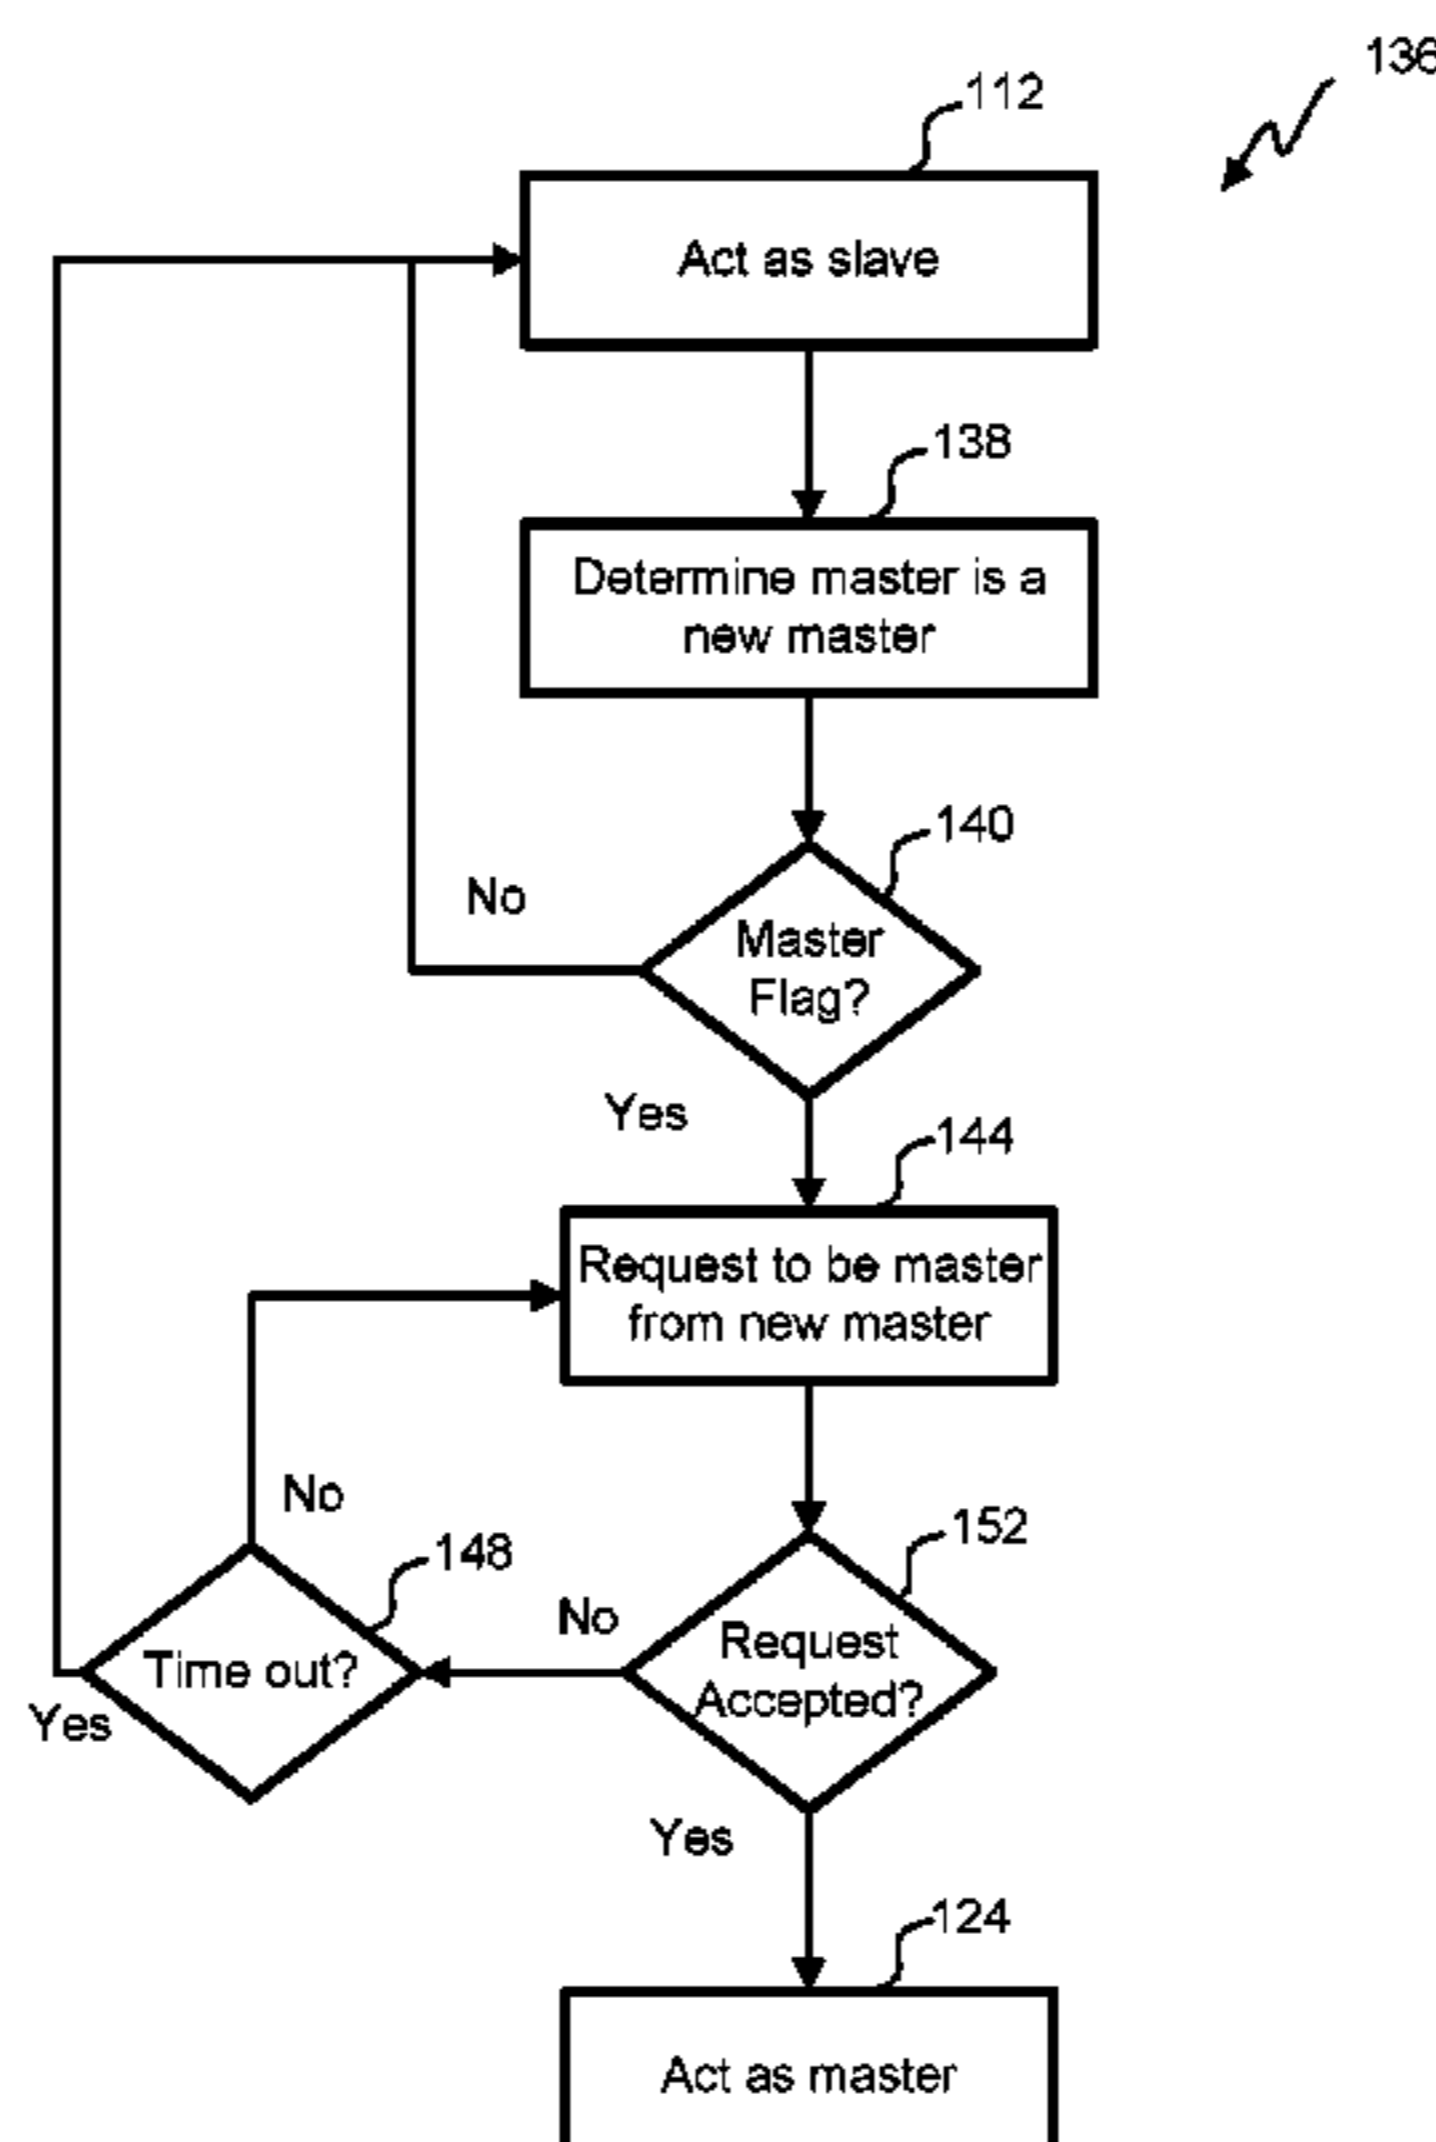 136
112
Act as slave
138
Determine master is a
new master
140
No
Master
Flag?
Yes
144
Request to be master
from new master
No
152
148
No
Request
Accepted?
Time out?
Yes
Yes
124
Act as master